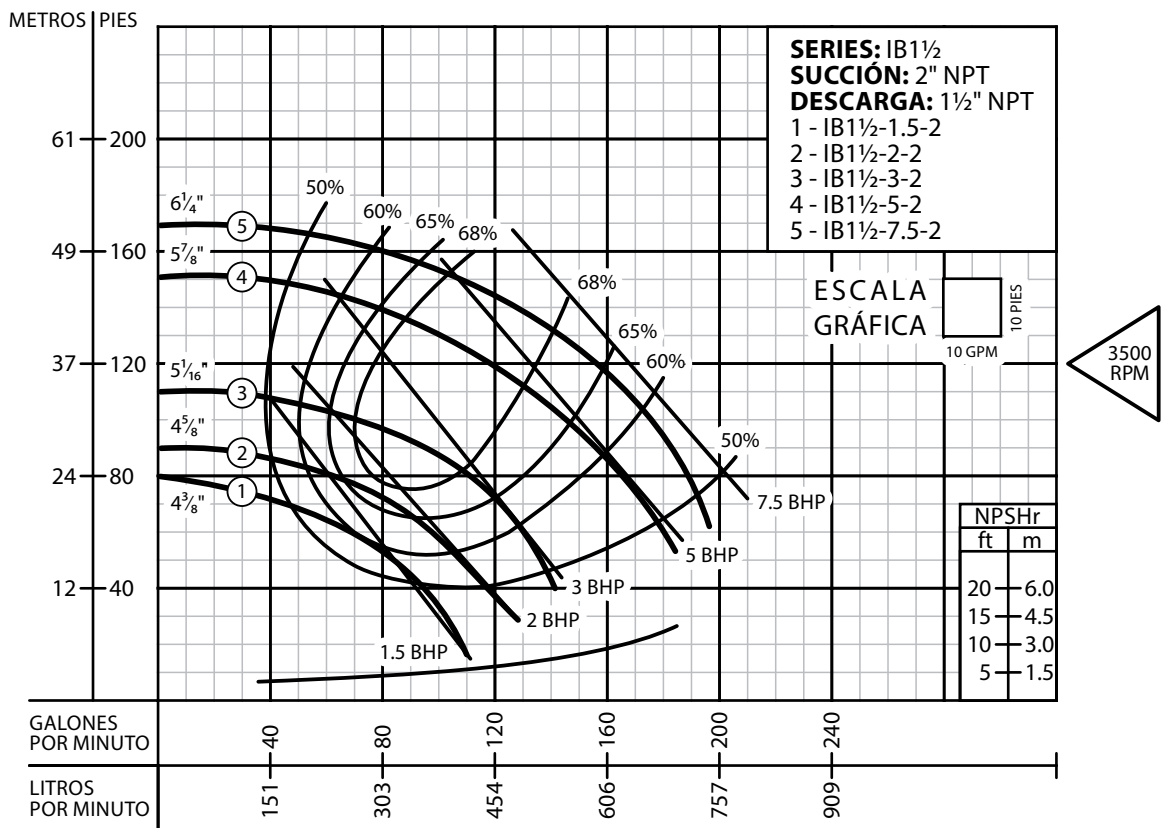 METROS PIES
SERIES: IB1½
SUCCIÓN: 2" NPT
DESCARGA: 1½" NPT
1 - IB1½-1.5-2
2 - IB1½-2-2
3 - IB1½-3-2
4 - IB1½-5-2
5 - IB1½-7.5-2
61 200
49 160
37 120
24 80
12 40
50%
60%
65%
68%
6¼"
5
5⅞"
4
5 1/16"
3
4⅝"
2
4⅜"
1
68%
65%
60%
50%
ESCALA
GRÁFICA
10 PIES
10 GPM
3500
RPM
7.5 BHP
5 BHP
3 BHP
2 BHP
1.5 BHP
NPSHr
ft m
20 6.0
15 4.5
10 3.0
5 1.5
GALONES
POR MINUTO
40 80 120 160 200 240
LITROS
POR MINUTO
151 303 454 606 757 909